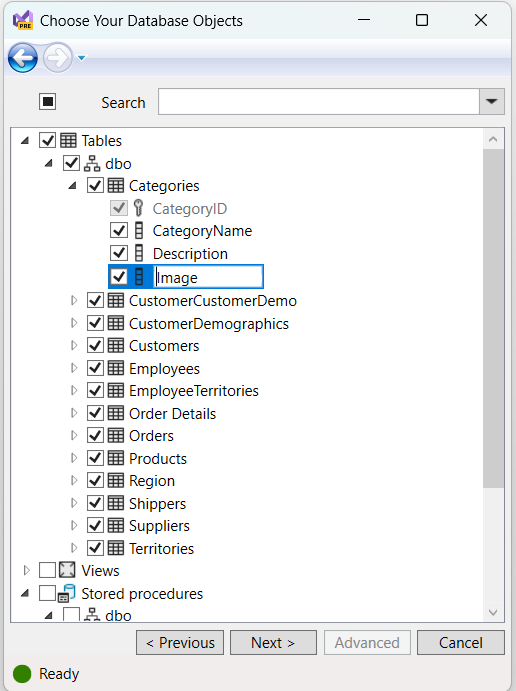 PRE
Choose Your Database Objects
Search
Tables
dbo
Categories
CategoryID
CategoryName
Description
Image
CustomerCustomerDemo
CustomerDemographics
Customers
Employees
EmployeeTerritories
Order Details
Orders
Products
Region
Shippers
Suppliers
Territories
Views
Stored procedures
dbo
< Previous Next > Advanced Cancel
Ready